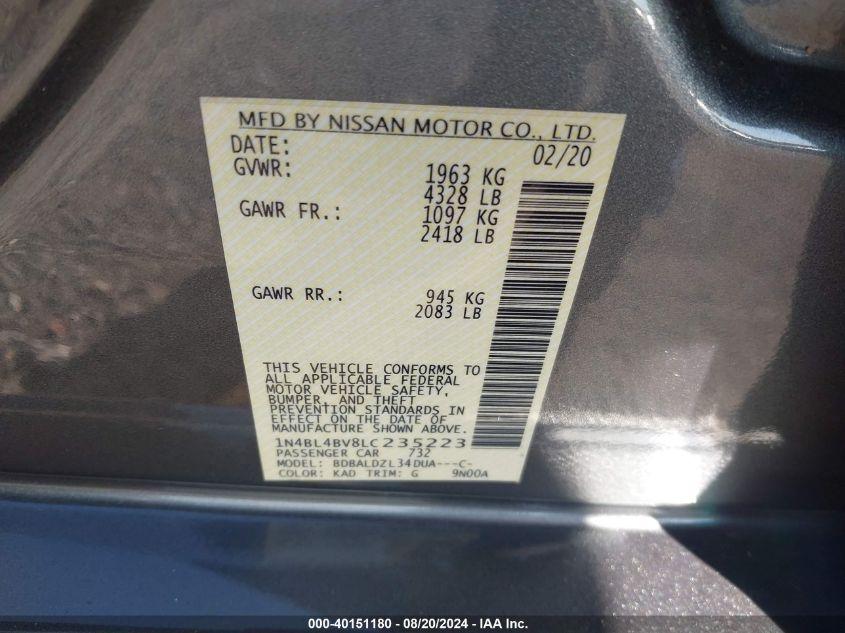 MFD BY NISSAN MOTOR CO., LTD.
DATE: 02/20
GVWR: 1963 KG
4328 LB
GAWR FR.: 1097 KG
2418 LB
GAWR RR.: 945 KG
2083 LB
THIS VEHICLE CONFORMS TO
ALL APPLICABLE FEDERAL
MOTOR VEHICLE SAFETY,
BUMPER, AND THEFT
PREVENTION STANDARDS IN
EFFECT ON THE DATE OF
MANUFACTURE SHOWN ABOVE.
1N4BL4BV8LC235223
PASSENGER CAR 732
MODEL: BDBALDZL34DUA---C-
COLOR: KAD TRIM: G 9N00A
000-40151180 - 08/20/2024 - IAA Inc.